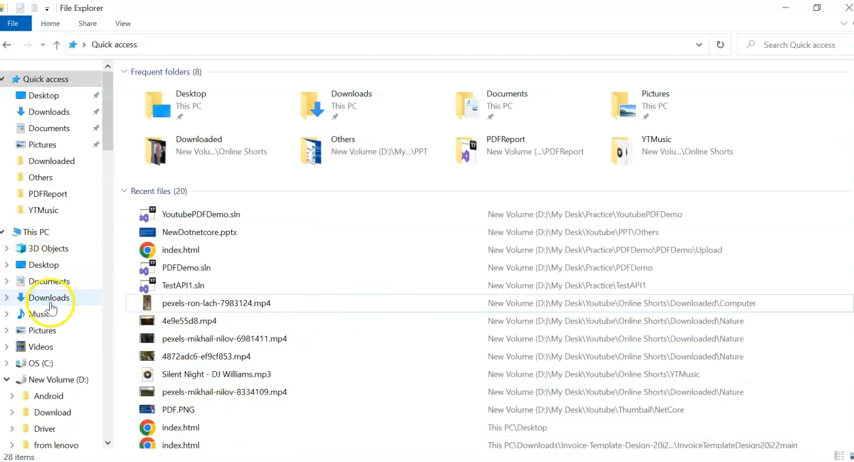 File Explorer
File Home Share View
Quick access
Search Quick access
Quick access
Desktop
Downloads
Documents
Pictures
Downloaded
Others
PDFReport
YTMusic
This PC
3D Objects
Desktop
Documents
Downloads
Music
Pictures
Videos
OS (C:)
New Volume (D:)
Android
Download
Driver
from lenovo
28 items
Frequent folders (8)
Desktop
This PC
Downloads
This PC
Documents
This PC
Pictures
This PC
Downloaded
New Volu...\Online Shorts
Others
New Volume (D:)\My...\PPT
PDFReport
New Volume (...\PDFReport
YTMusic
New Volu...\Online Shorts
Recent files (20)
YoutubePDFDemo.sln New Volume (D:)\My Desk\Practice\YoutubePDFDemo
NewDotnetcore.pptx New Volume (D:)\My Desk\Youtube\PPT\Others
index.html New Volume (D:)\My Desk\Practice\PDFDemo\PDFDemo\Upload
PDFDemo.sln New Volume (D:)\My Desk\Practice\PDFDemo
TestAPI1.sln New Volume (D:)\My Desk\Practice\TestAPI1
pexels-ron-lach-7983124.mp4 New Volume (D:)\My Desk\Youtube\Online Shorts\Downloaded\Computer
4e9e55d8.mp4 New Volume (D:)\My Desk\Youtube\Online Shorts\Downloaded\Nature
pexels-mikhail-nilov-6981411.mp4 New Volume (D:)\My Desk\Youtube\Online Shorts\Downloaded\Nature
4872adc6-ef9cf853.mp4 New Volume (D:)\My Desk\Youtube\Online Shorts\Downloaded\Nature
Silent Night - DJ Williams.mp3 New Volume (D:)\My Desk\Youtube\Online Shorts\YTMusic
pexels-mikhail-nilov-8334109.mp4 New Volume (D:)\My Desk\Youtube\Online Shorts\Downloaded\Nature
PDF.PNG New Volume (D:)\My Desk\Youtube\Thumbail\NetCore
index.html This PC\Desktop
index.html This PC\Downloads\Invoice-Template-Design-20i2...\InvoiceTemplateDesign20i22main